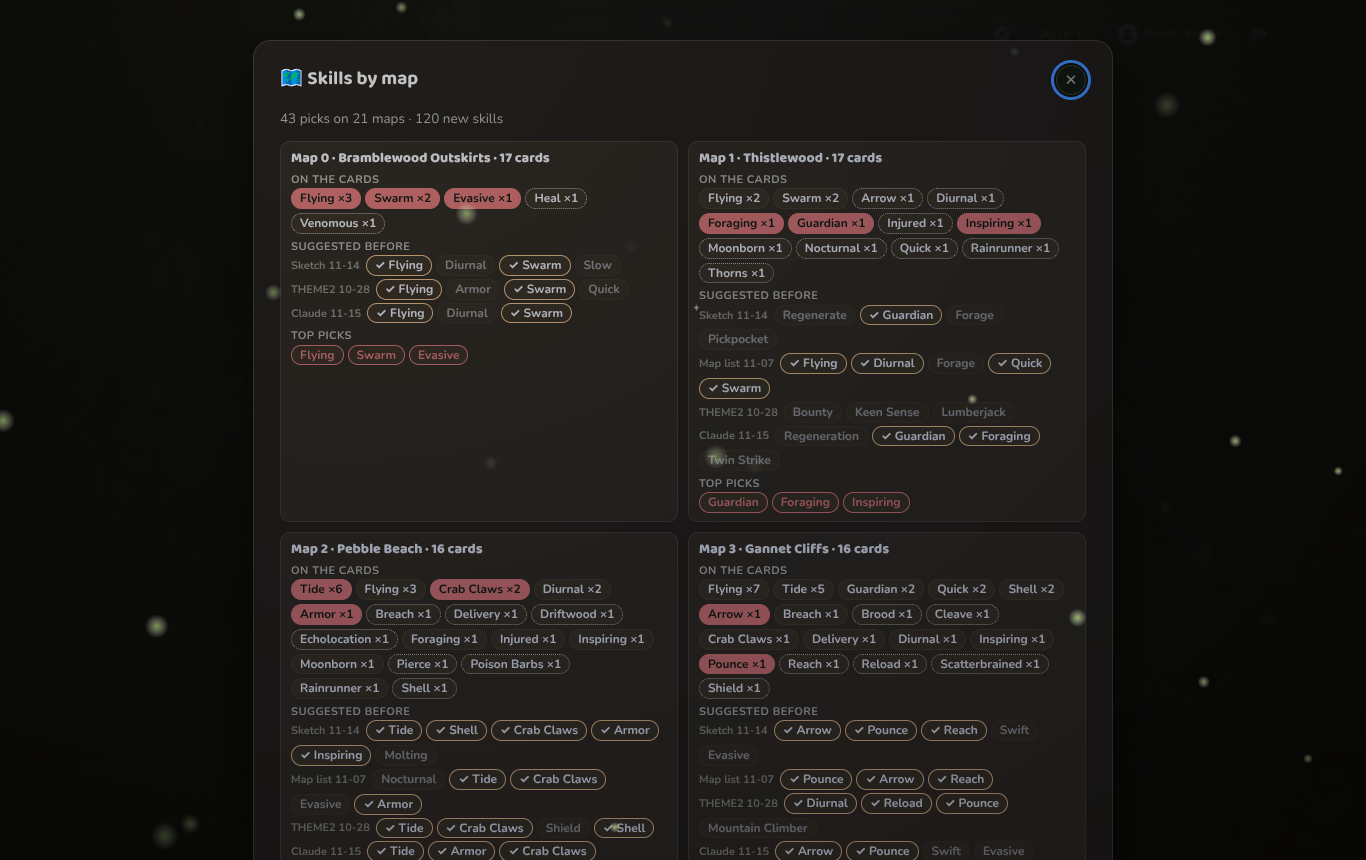 Skills by map
43 picks on 21 maps · 120 new skills
Map 0 · Bramblewood Outskirts · 17 cards
ON THE CARDS
Flying ×3 Swarm ×2 Evasive ×1 Heal ×1
Venomous ×1
SUGGESTED BEFORE
Sketch 11-14 ✓ Flying Diurnal ✓ Swarm Slow
THEME2 10-28 ✓ Flying Armor ✓ Swarm Quick
Claude 11-15 ✓ Flying Diurnal ✓ Swarm
TOP PICKS
Flying Swarm Evasive
Map 1 · Thistlewood · 17 cards
ON THE CARDS
Flying ×2 Swarm ×2 Arrow ×1 Diurnal ×1
Foraging ×1 Guardian ×1 Injured ×1 Inspiring ×1
Moonborn ×1 Nocturnal ×1 Quick ×1 Rainrunner ×1
Thorns ×1
SUGGESTED BEFORE
Sketch 11-14 Regenerate ✓ Guardian Forage
Pickpocket
Map list 11-07 ✓ Flying ✓ Diurnal Forage ✓ Quick
✓ Swarm
THEME2 10-28 Bounty Keen Sense Lumberjack
Claude 11-15 Regeneration ✓ Guardian ✓ Foraging
Twin Strike
TOP PICKS
Guardian Foraging Inspiring
Map 2 · Pebble Beach · 16 cards
ON THE CARDS
Tide ×6 Flying ×3 Crab Claws ×2 Diurnal ×2
Armor ×1 Breach ×1 Delivery ×1 Driftwood ×1
Echolocation ×1 Foraging ×1 Injured ×1 Inspiring ×1
Moonborn ×1 Pierce ×1 Poison Barbs ×1
Rainrunner ×1 Shell ×1
SUGGESTED BEFORE
Sketch 11-14 ✓ Tide ✓ Shell ✓ Crab Claws ✓ Armor
✓ Inspiring Molting
Map list 11-07 Nocturnal ✓ Tide ✓ Crab Claws
Evasive ✓ Armor
THEME2 10-28 ✓ Tide ✓ Crab Claws Shield ✓ Shell
Claude 11-15 ✓ Tide ✓ Armor ✓ Crab Claws
Map 3 · Gannet Cliffs · 16 cards
ON THE CARDS
Flying ×7 Tide ×5 Guardian ×2 Quick ×2 Shell ×2
Arrow ×1 Breach ×1 Brood ×1 Cleave ×1
Crab Claws ×1 Delivery ×1 Diurnal ×1 Inspiring ×1
Pounce ×1 Reach ×1 Reload ×1 Scatterbrained ×1
Shield ×1
SUGGESTED BEFORE
Sketch 11-14 ✓ Arrow ✓ Pounce ✓ Reach Swift
Evasive
Map list 11-07 ✓ Pounce ✓ Arrow ✓ Reach
THEME2 10-28 ✓ Diurnal ✓ Reload ✓ Pounce
Mountain Climber
Claude 11-15 ✓ Arrow ✓ Pounce Swift Evasive